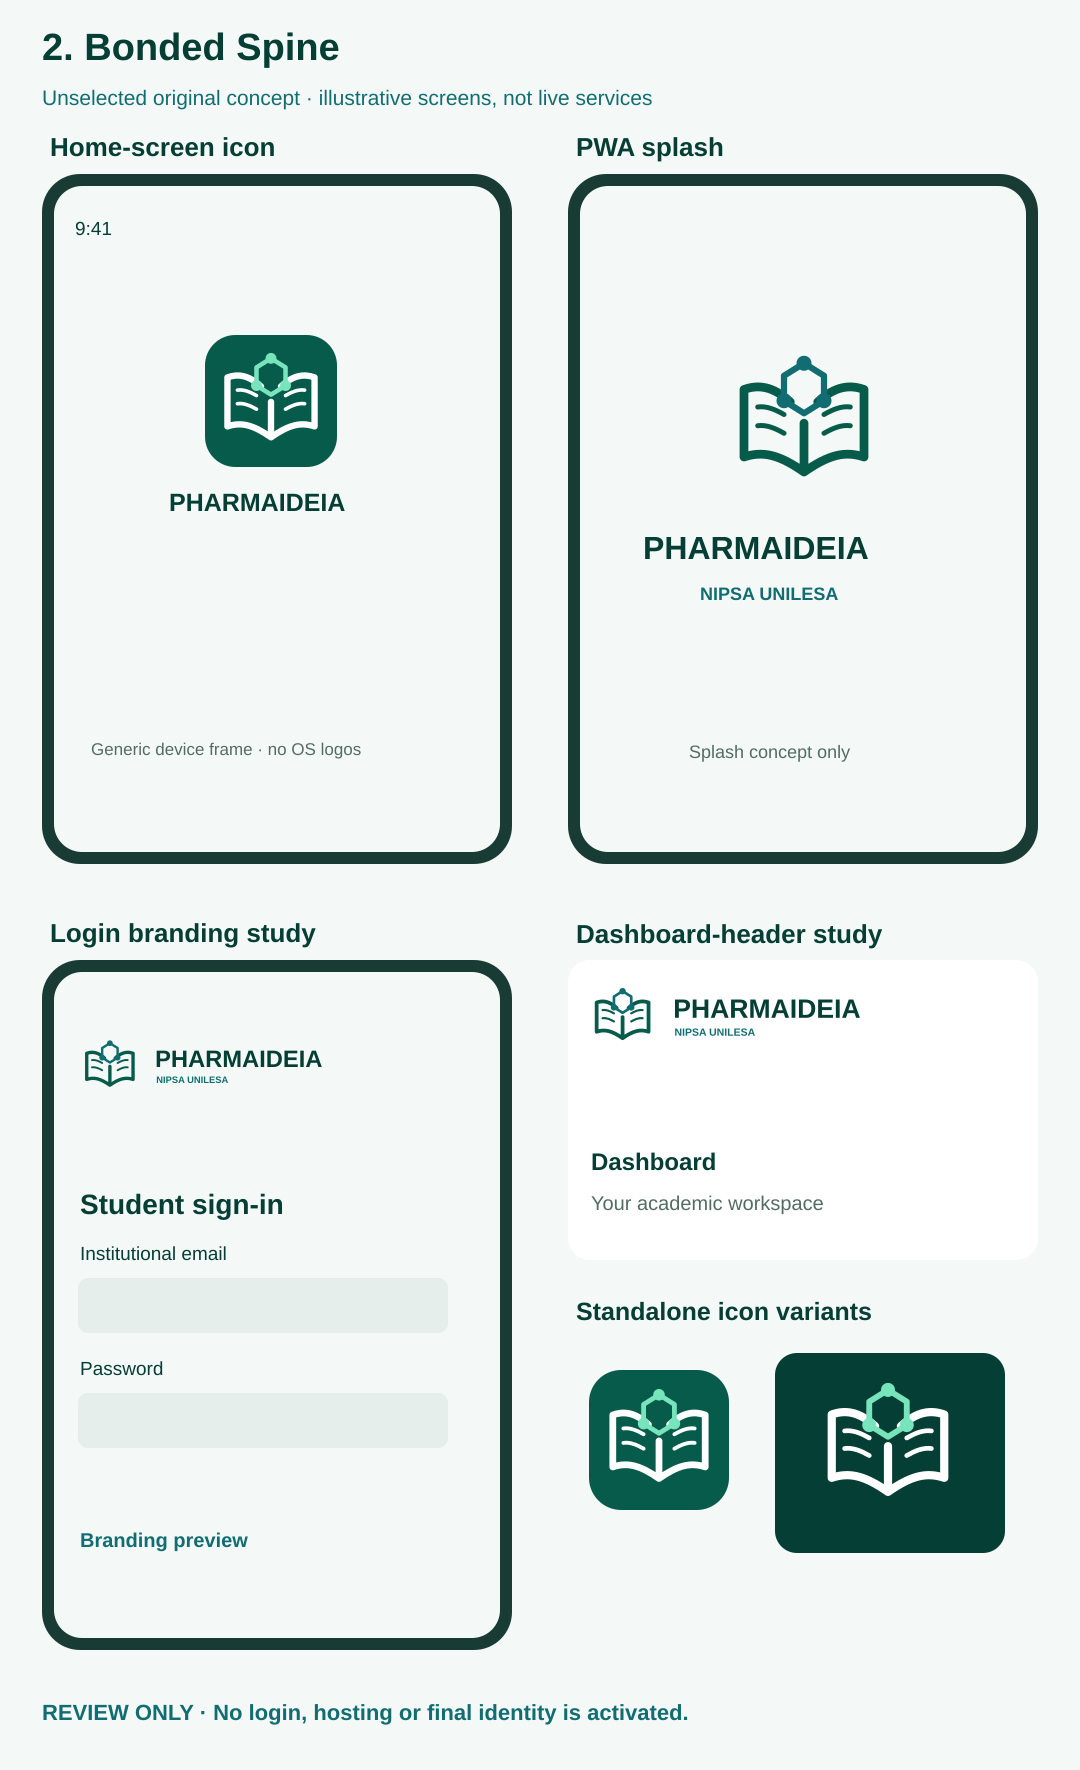 2. Bonded Spine
Unselected original concept · illustrative screens, not live services
Home-screen icon
9:41
PHARMAIDEIA
Generic device frame · no OS logos
PWA splash
PHARMAIDEIA
NIPSA UNILESA
Splash concept only
Login branding study
PHARMAIDEIA
NIPSA UNILESA
Student sign-in
Institutional email
Password
Branding preview
Dashboard-header study
PHARMAIDEIA
NIPSA UNILESA
Dashboard
Your academic workspace
Standalone icon variants
REVIEW ONLY · No login, hosting or final identity is activated.